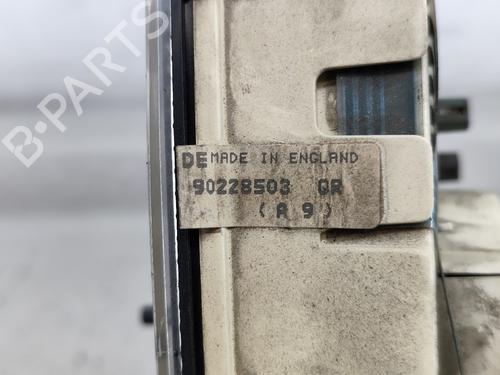 B-PARTS
DE MADE IN ENGLAND
90228503 GR
(A 9)